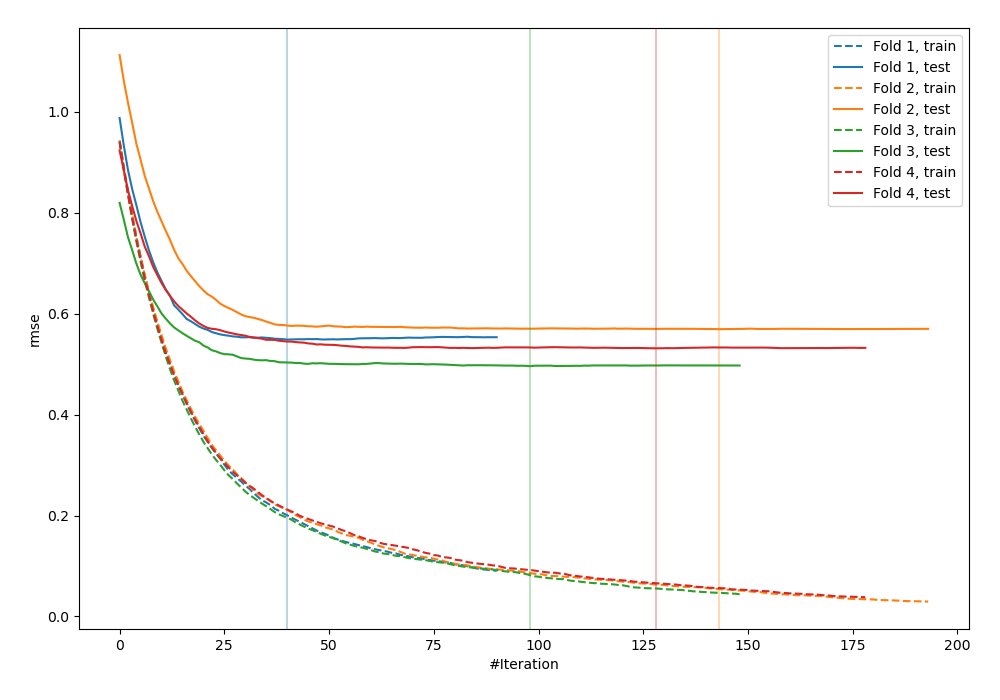 1.0
0.8
0.6
0.4
0.2
0.0
rmse
0 25 50 75 100 125 150 175 200
#Iteration
Fold 1, train
Fold 1, test
Fold 2, train
Fold 2, test
Fold 3, train
Fold 3, test
Fold 4, train
Fold 4, test